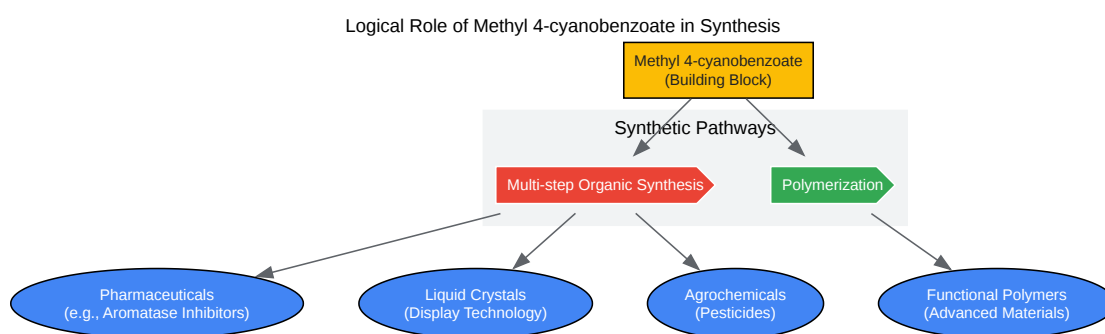 Logical Role of Methyl 4-cyanobenzoate in Synthesis
Methyl 4-cyanobenzoate
(Building Block)
Synthetic Pathways
Multi-step Organic Synthesis
Polymerization
Pharmaceuticals
(e.g., Aromatase Inhibitors)
Liquid Crystals
(Display Technology)
Agrochemicals
(Pesticides)
Functional Polymers
(Advanced Materials)